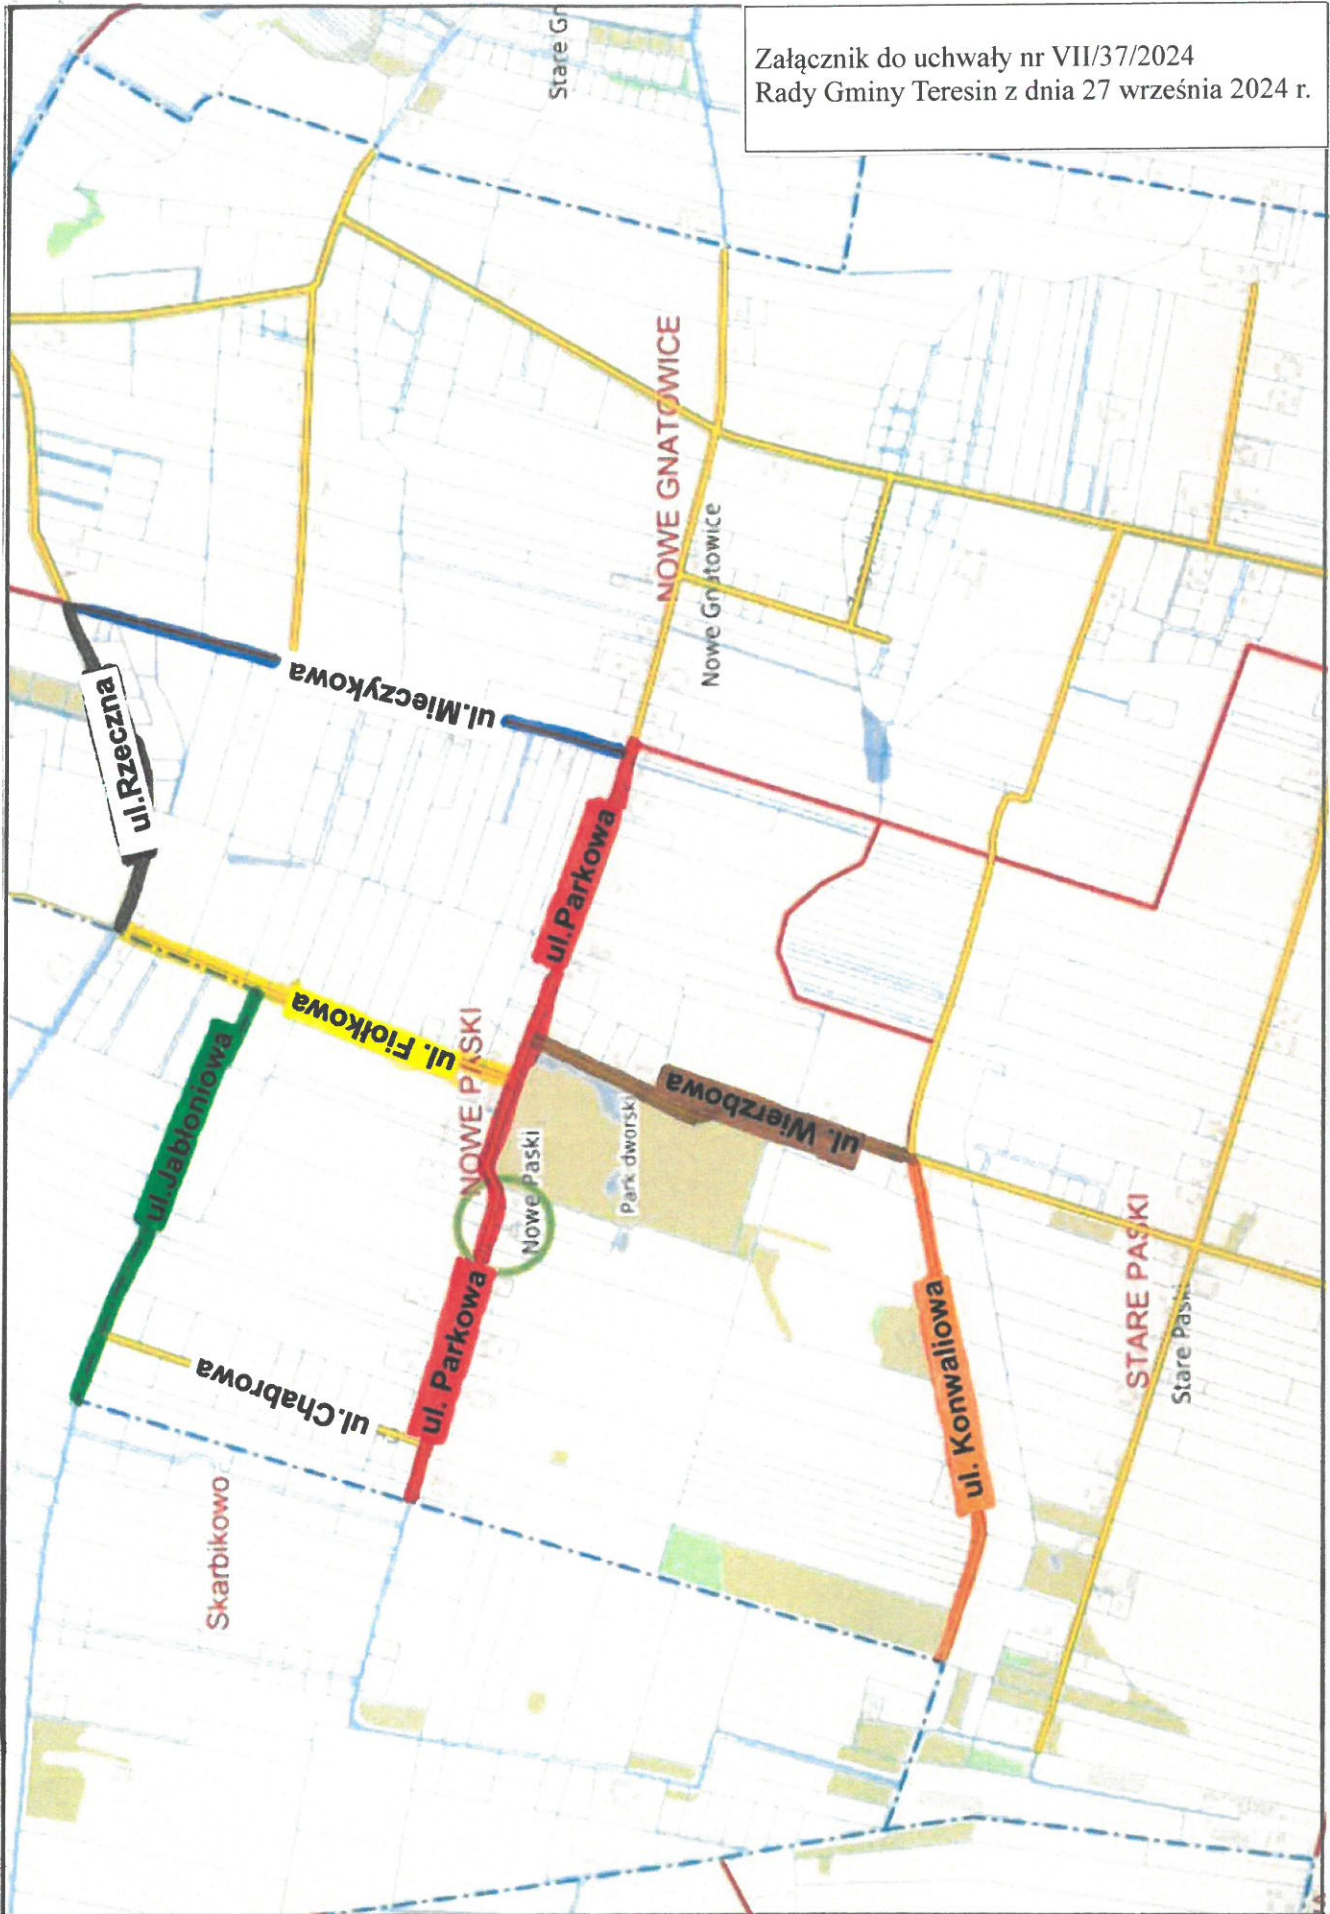 Załącznik do uchwały nr VII/37/2024
Rady Gminy Teresin z dnia 27 września 2024 r.
Stare Gn
ul.Rzeczna
ul.Mieczykowa
NOWE GNATOWICE
Nowe Gnatowice
ul.Parkowa
ul. Fiołkowa
ul.Jabłoniowa
NOWE PASKI
Nowe Paski
Park dworski
ul. Wierzbowa
ul.Chabrowa
ul. Parkowa
ul. Konwaliowa
STARE PASKI
Stare Paski
Skarbikowo